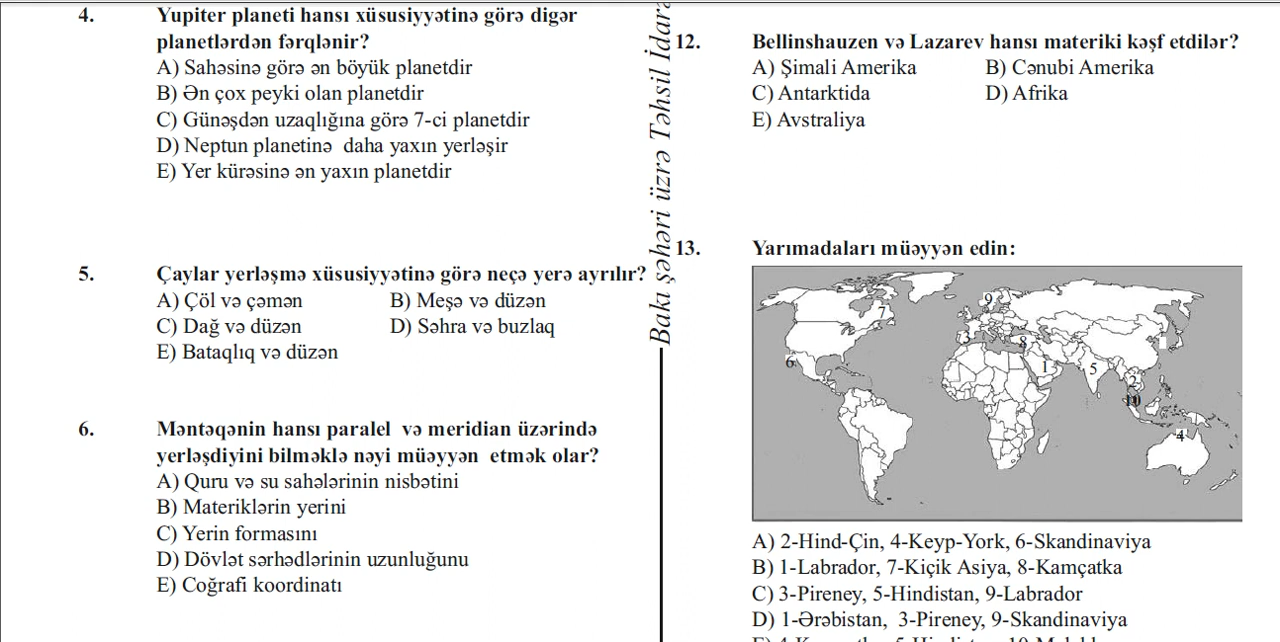 4. Yupiter planeti hansı xüsusiyyətinə görə digər
planetlərdən fərqlənir?
A) Sahəsinə görə ən böyük planetdir
B) Ən çox peyki olan planetdir
C) Günəşdən uzaqlığına görə 7-ci planetdir
D) Neptun planetinə daha yaxın yerləşir
E) Yer kürəsinə ən yaxın planetdir
5. Çaylar yerləşmə xüsusiyyətinə görə neçə yerə ayrılır?
A) Çöl və çəmən B) Meşə və düzən
C) Dağ və düzən D) Səhra və buzlaq
E) Bataqlıq və düzən
6. Məntəqənin hansı paralel və meridian üzərində
yerləşdiyini bilməklə nəyi müəyyən etmək olar?
A) Quru və su sahələrinin nisbətini
B) Materiklərin yerini
C) Yerin formasını
D) Dövlət sərhədlərinin uzunluğunu
E) Coğrafi koordinatı
Bakı şəhəri üzrə Təhsil İdarə
12. Bellinshauzen və Lazarev hansı materiki kəşf etdilər?
A) Şimali Amerika B) Cənubi Amerika
C) Antarktida D) Afrika
E) Avstraliya
13. Yarımadaları müəyyən edin:
9
7
3
8
6
1
5
2
10
4
A) 2-Hind-Çin, 4-Keyp-York, 6-Skandinaviya
B) 1-Labrador, 7-Kiçik Asiya, 8-Kamçatka
C) 3-Pireney, 5-Hindistan, 9-Labrador
D) 1-Ərəbistan, 3-Pireney, 9-Skandinaviya